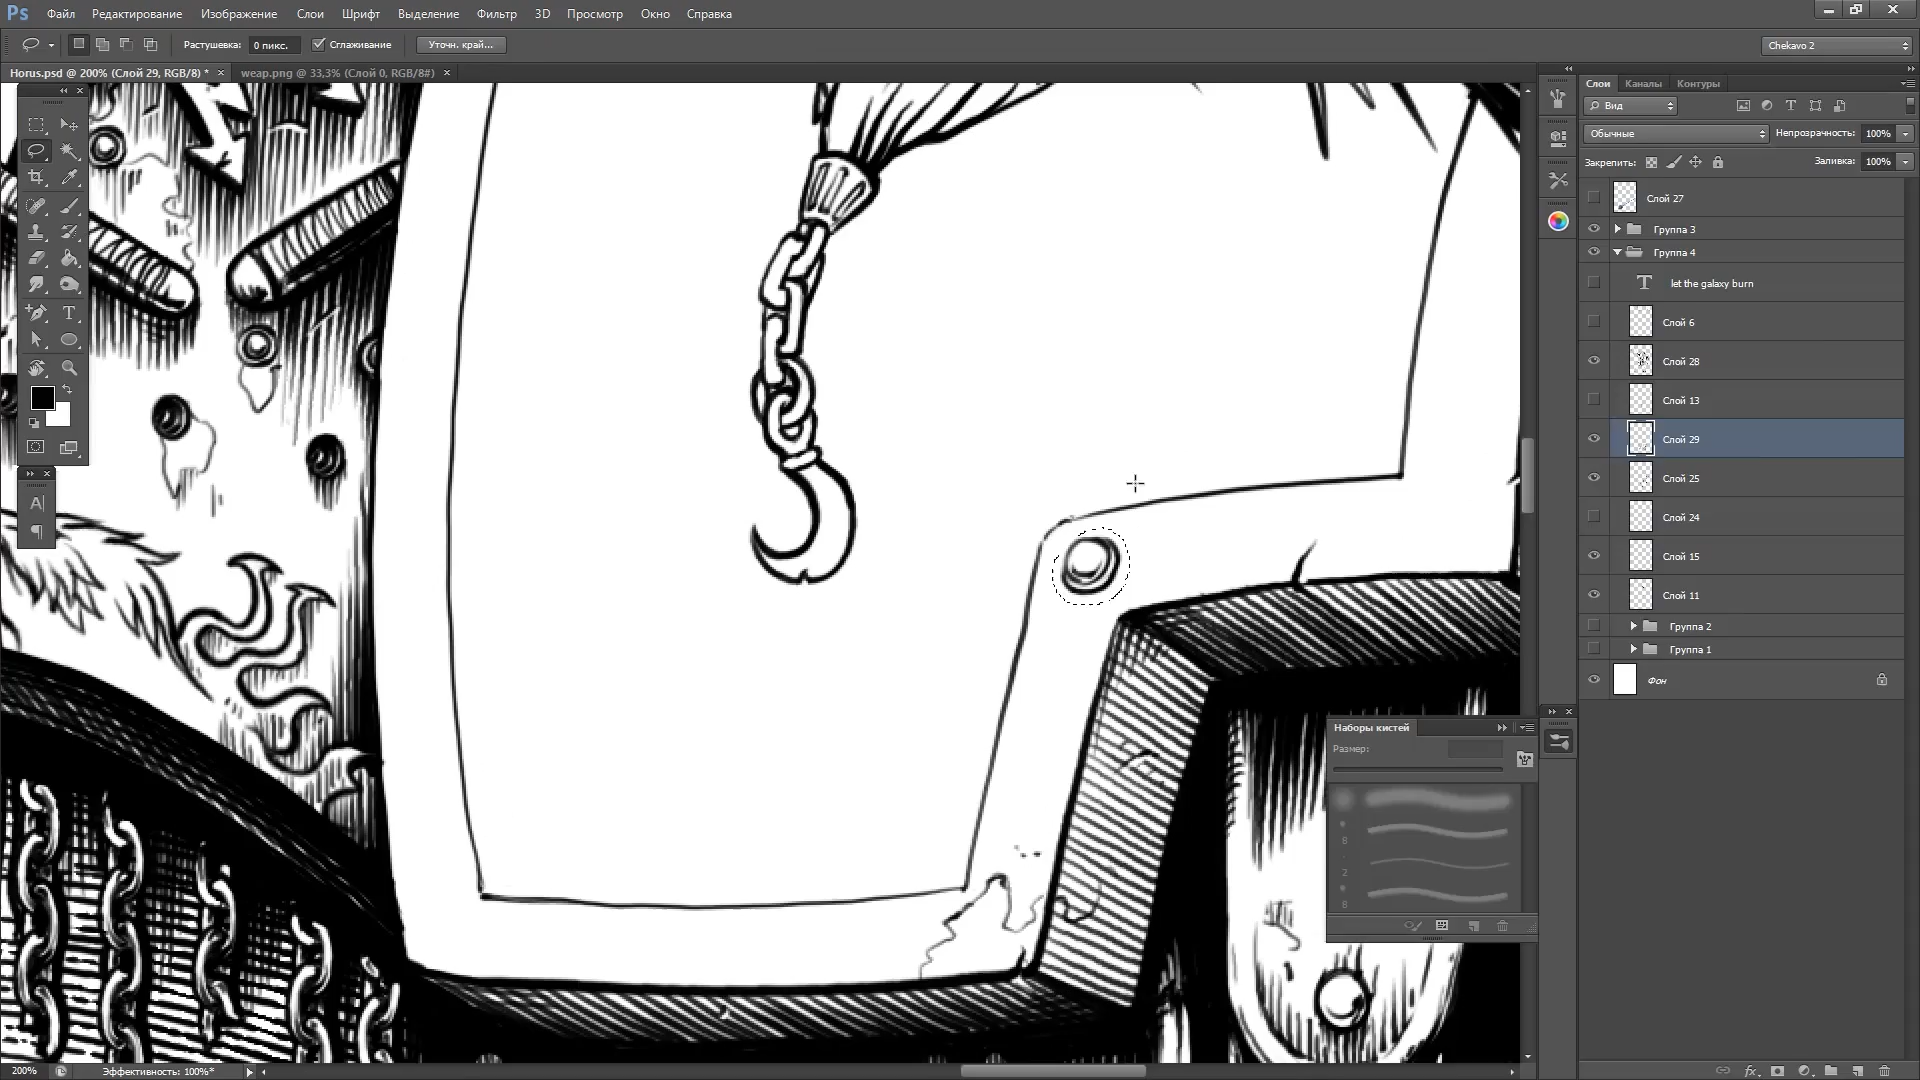 Ps Файл Редактирование Изображение Слои Шрифт Выделение Фильтр 3D Просмотр Окно Справка
Растушевка: 0 пикс. Сглаживание Уточн. край... Chekavo 2
Horus.psd @ 200% (Слой 29, RGB/8) * × weap.png @ 33,3% (Слой 0, RGB/8#) ×
Слои Каналы Контуры
Вид
Обычные Непрозрачность: 100%
Закрепить: Заливка: 100%
Слой 27
Группа 3
Группа 4
T let the galaxy burn
Слой 6
Слой 28
Слой 13
Слой 29
Слой 25
Слой 24
Слой 15
Слой 11
Группа 2
Группа 1
Фон
Наборы кистей
Размер:
8
2
8
200% Эффективность: 100%*